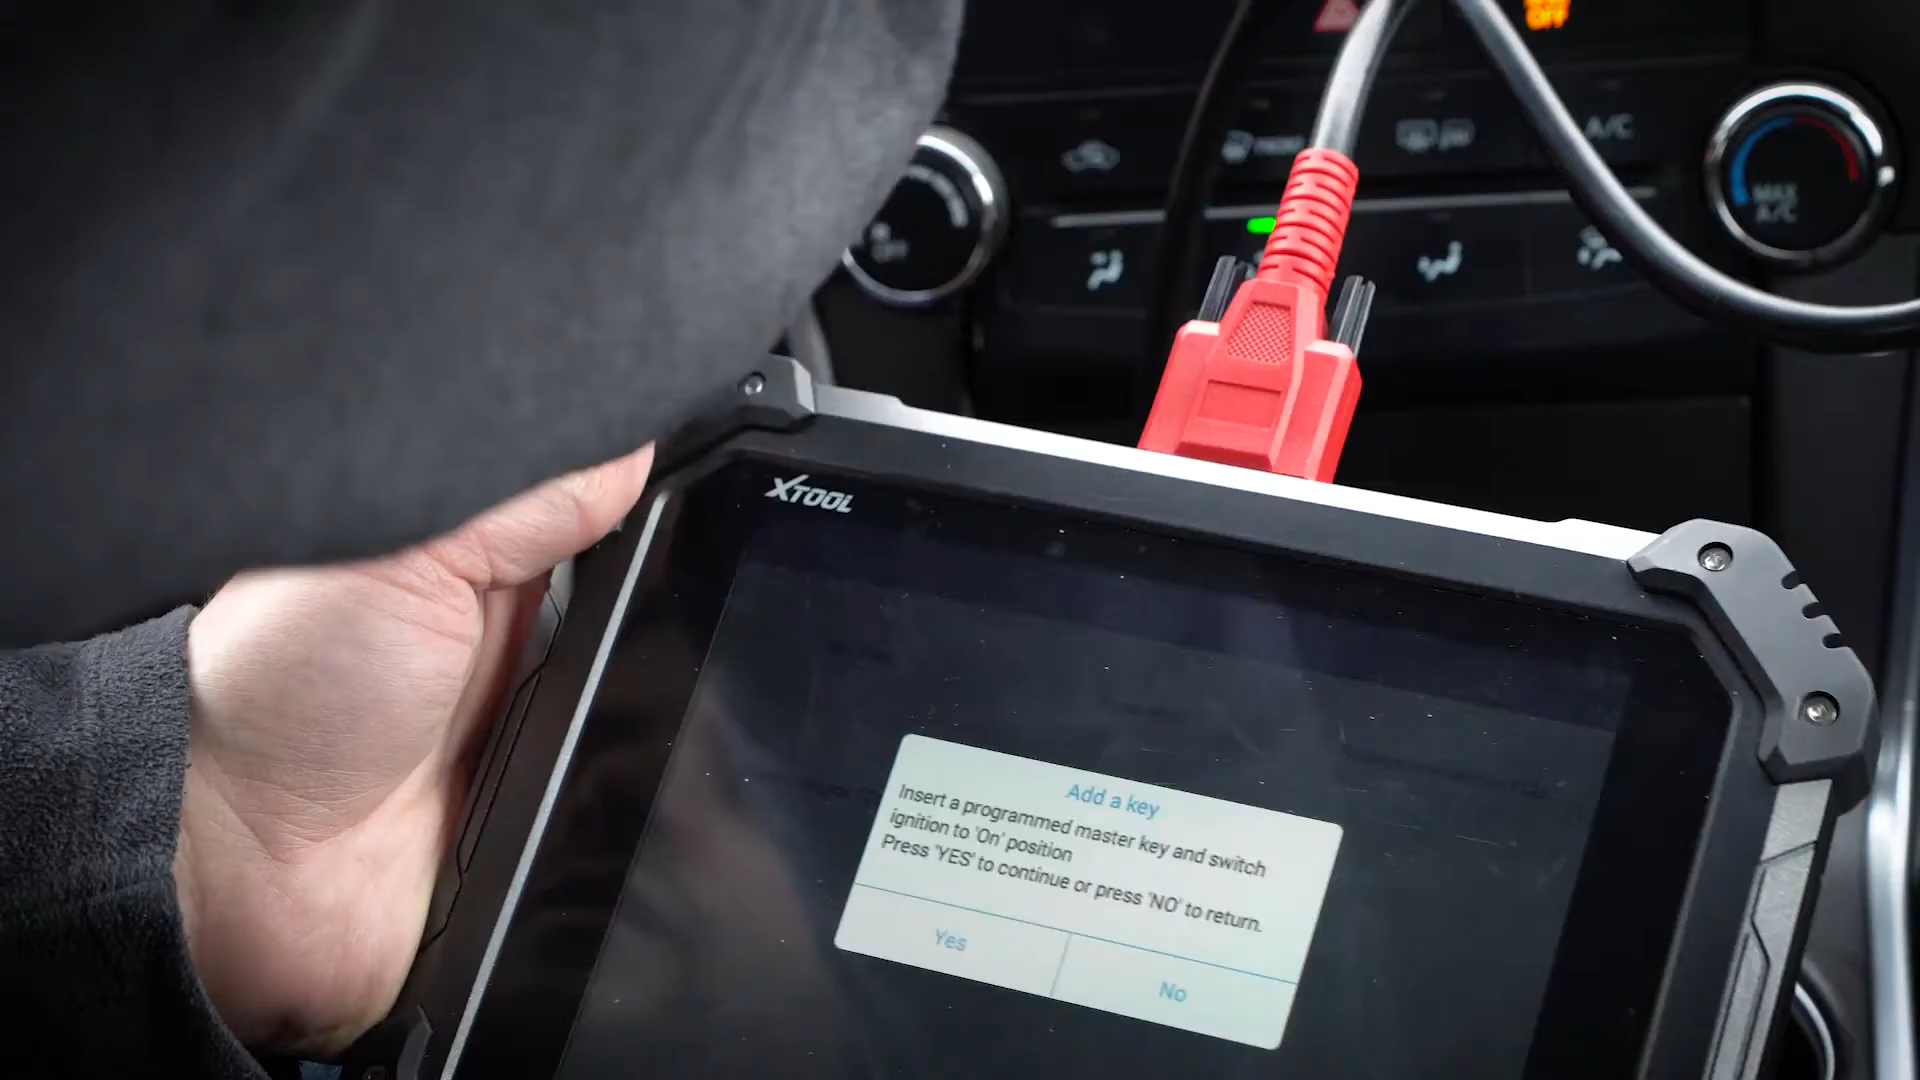 OFF
A/C
MAX
A/C
XTOOL
Add a key
Insert a programmed master key and switch
ignition to 'On' position
Press 'YES' to continue or press 'NO' to return.
Yes
No